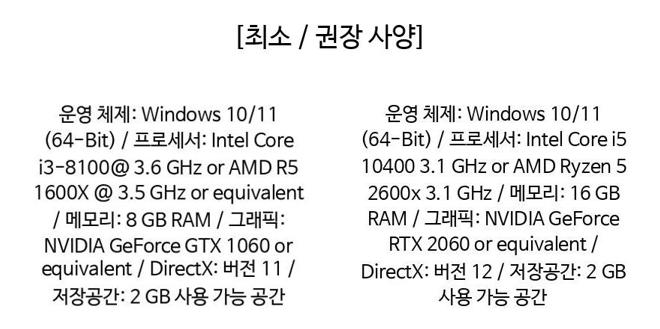 [최소 / 권장 사양]
운영 체제: Windows 10/11
(64-Bit) / 프로세서: Intel Core
i3-8100@ 3.6 GHz or AMD R5
1600X @ 3.5 GHz or equivalent
/ 메모리: 8 GB RAM / 그래픽:
NVIDIA GeForce GTX 1060 or
equivalent / DirectX: 버전 11 /
저장공간: 2 GB 사용 가능 공간
운영 체제: Windows 10/11
(64-Bit) / 프로세서: Intel Core i5
10400 3.1 GHz or AMD Ryzen 5
2600x 3.1 GHz / 메모리: 16 GB
RAM / 그래픽: NVIDIA GeForce
RTX 2060 or equivalent /
DirectX: 버전 12 / 저장공간: 2 GB
사용 가능 공간